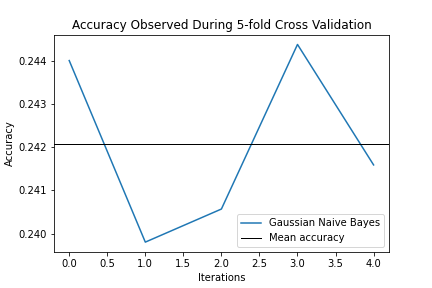 Accuracy Observed During 5-fold Cross Validation
0.244
0.243
0.242
0.241
0.240
Accuracy
Gaussian Naive Bayes
Mean accuracy
0.0 0.5 1.0 1.5 2.0 2.5 3.0 3.5 4.0
Iterations